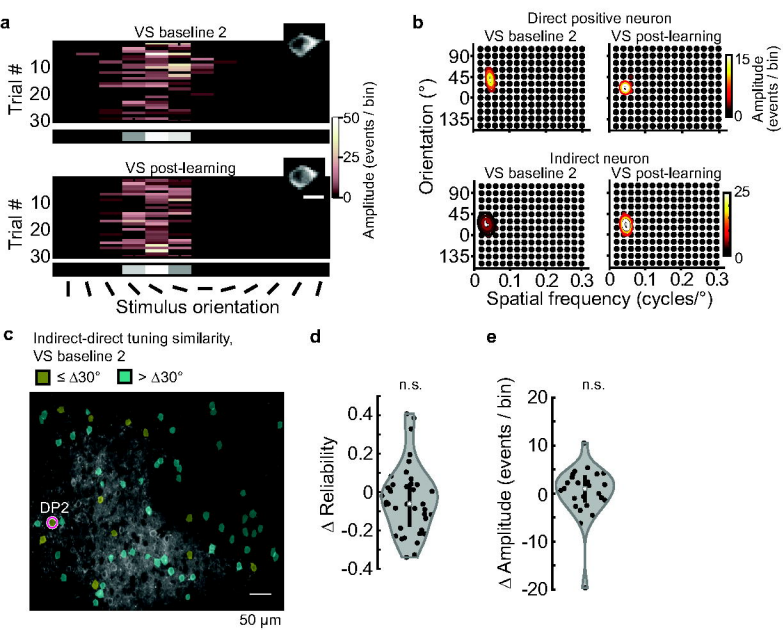 a
VS baseline 2
Trial #
10
20
30
VS post-learning
Trial #
10
20
30
Stimulus orientation
50
25
0
Amplitude (events / bin)
b
Direct positive neuron
VS baseline 2
VS post-learning
90
45
0
135
15
0
Amplitude
(events / bin)
Orientation (°)
Indirect neuron
VS baseline 2
VS post-learning
90
45
0
135
25
0
0 0.1 0.2 0.3
0 0.1 0.2 0.3
Spatial frequency (cycles/°)
c
Indirect-direct tuning similarity,
VS baseline 2
≤ Δ30°
> Δ30°
DP2
50 µm
d
n.s.
Δ Reliability
0.4
0.2
0
-0.2
-0.4
e
n.s.
Δ Amplitude (events / bin)
20
10
0
-10
-20